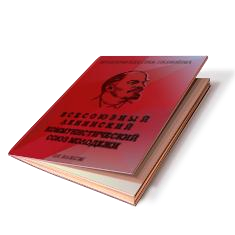 ВСЕСОЮЗНЫЙ
ЛЕНИНСКИЙ
КОММУНИСТИЧЕСКИЙ
СОЮЗ МОЛОДЕЖИ